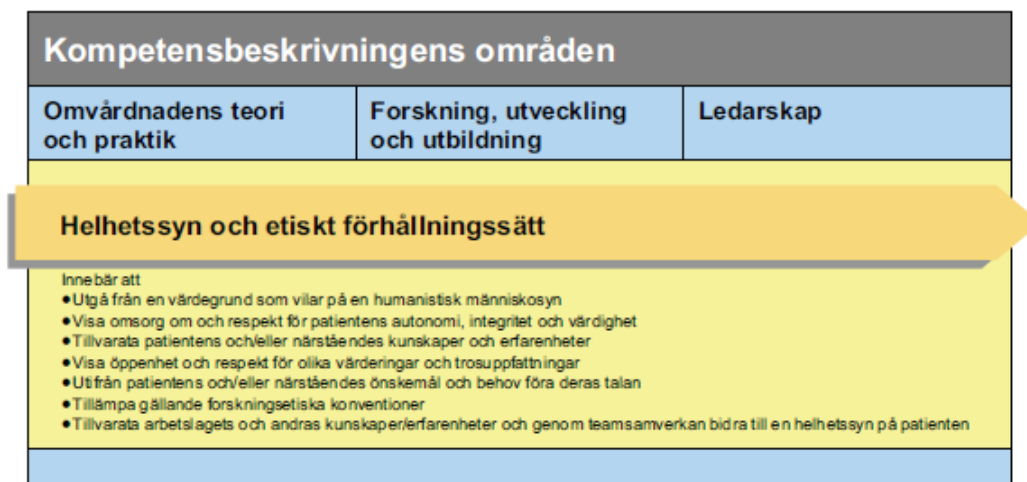 Kompetensbeskrivningens områden
Omvårdnadens teori
och praktik
Forskning, utveckling
och utbildning
Ledarskap
Helhetssyn och etiskt förhållningssätt
Innebär att
●Utgå från en värdegrund som vilar på en humanistisk människosyn
●Visa omsorg om och respekt för patientens autonomi, integritet och värdighet
●Tillvarata patientens och/eller närståendes kunskaper och erfarenheter
●Visa öppenhet och respekt för olika värderingar och trosuppfattningar
●Utifrån patientens och/eller närståendes önskemål och behov föra deras talan
●Tillämpa gällande forskningsetiska konventioner
●Tillvarata arbetslagets och andras kunskaper/erfarenheter och genom teamsamverkan bidra till en helhetssyn på patienten